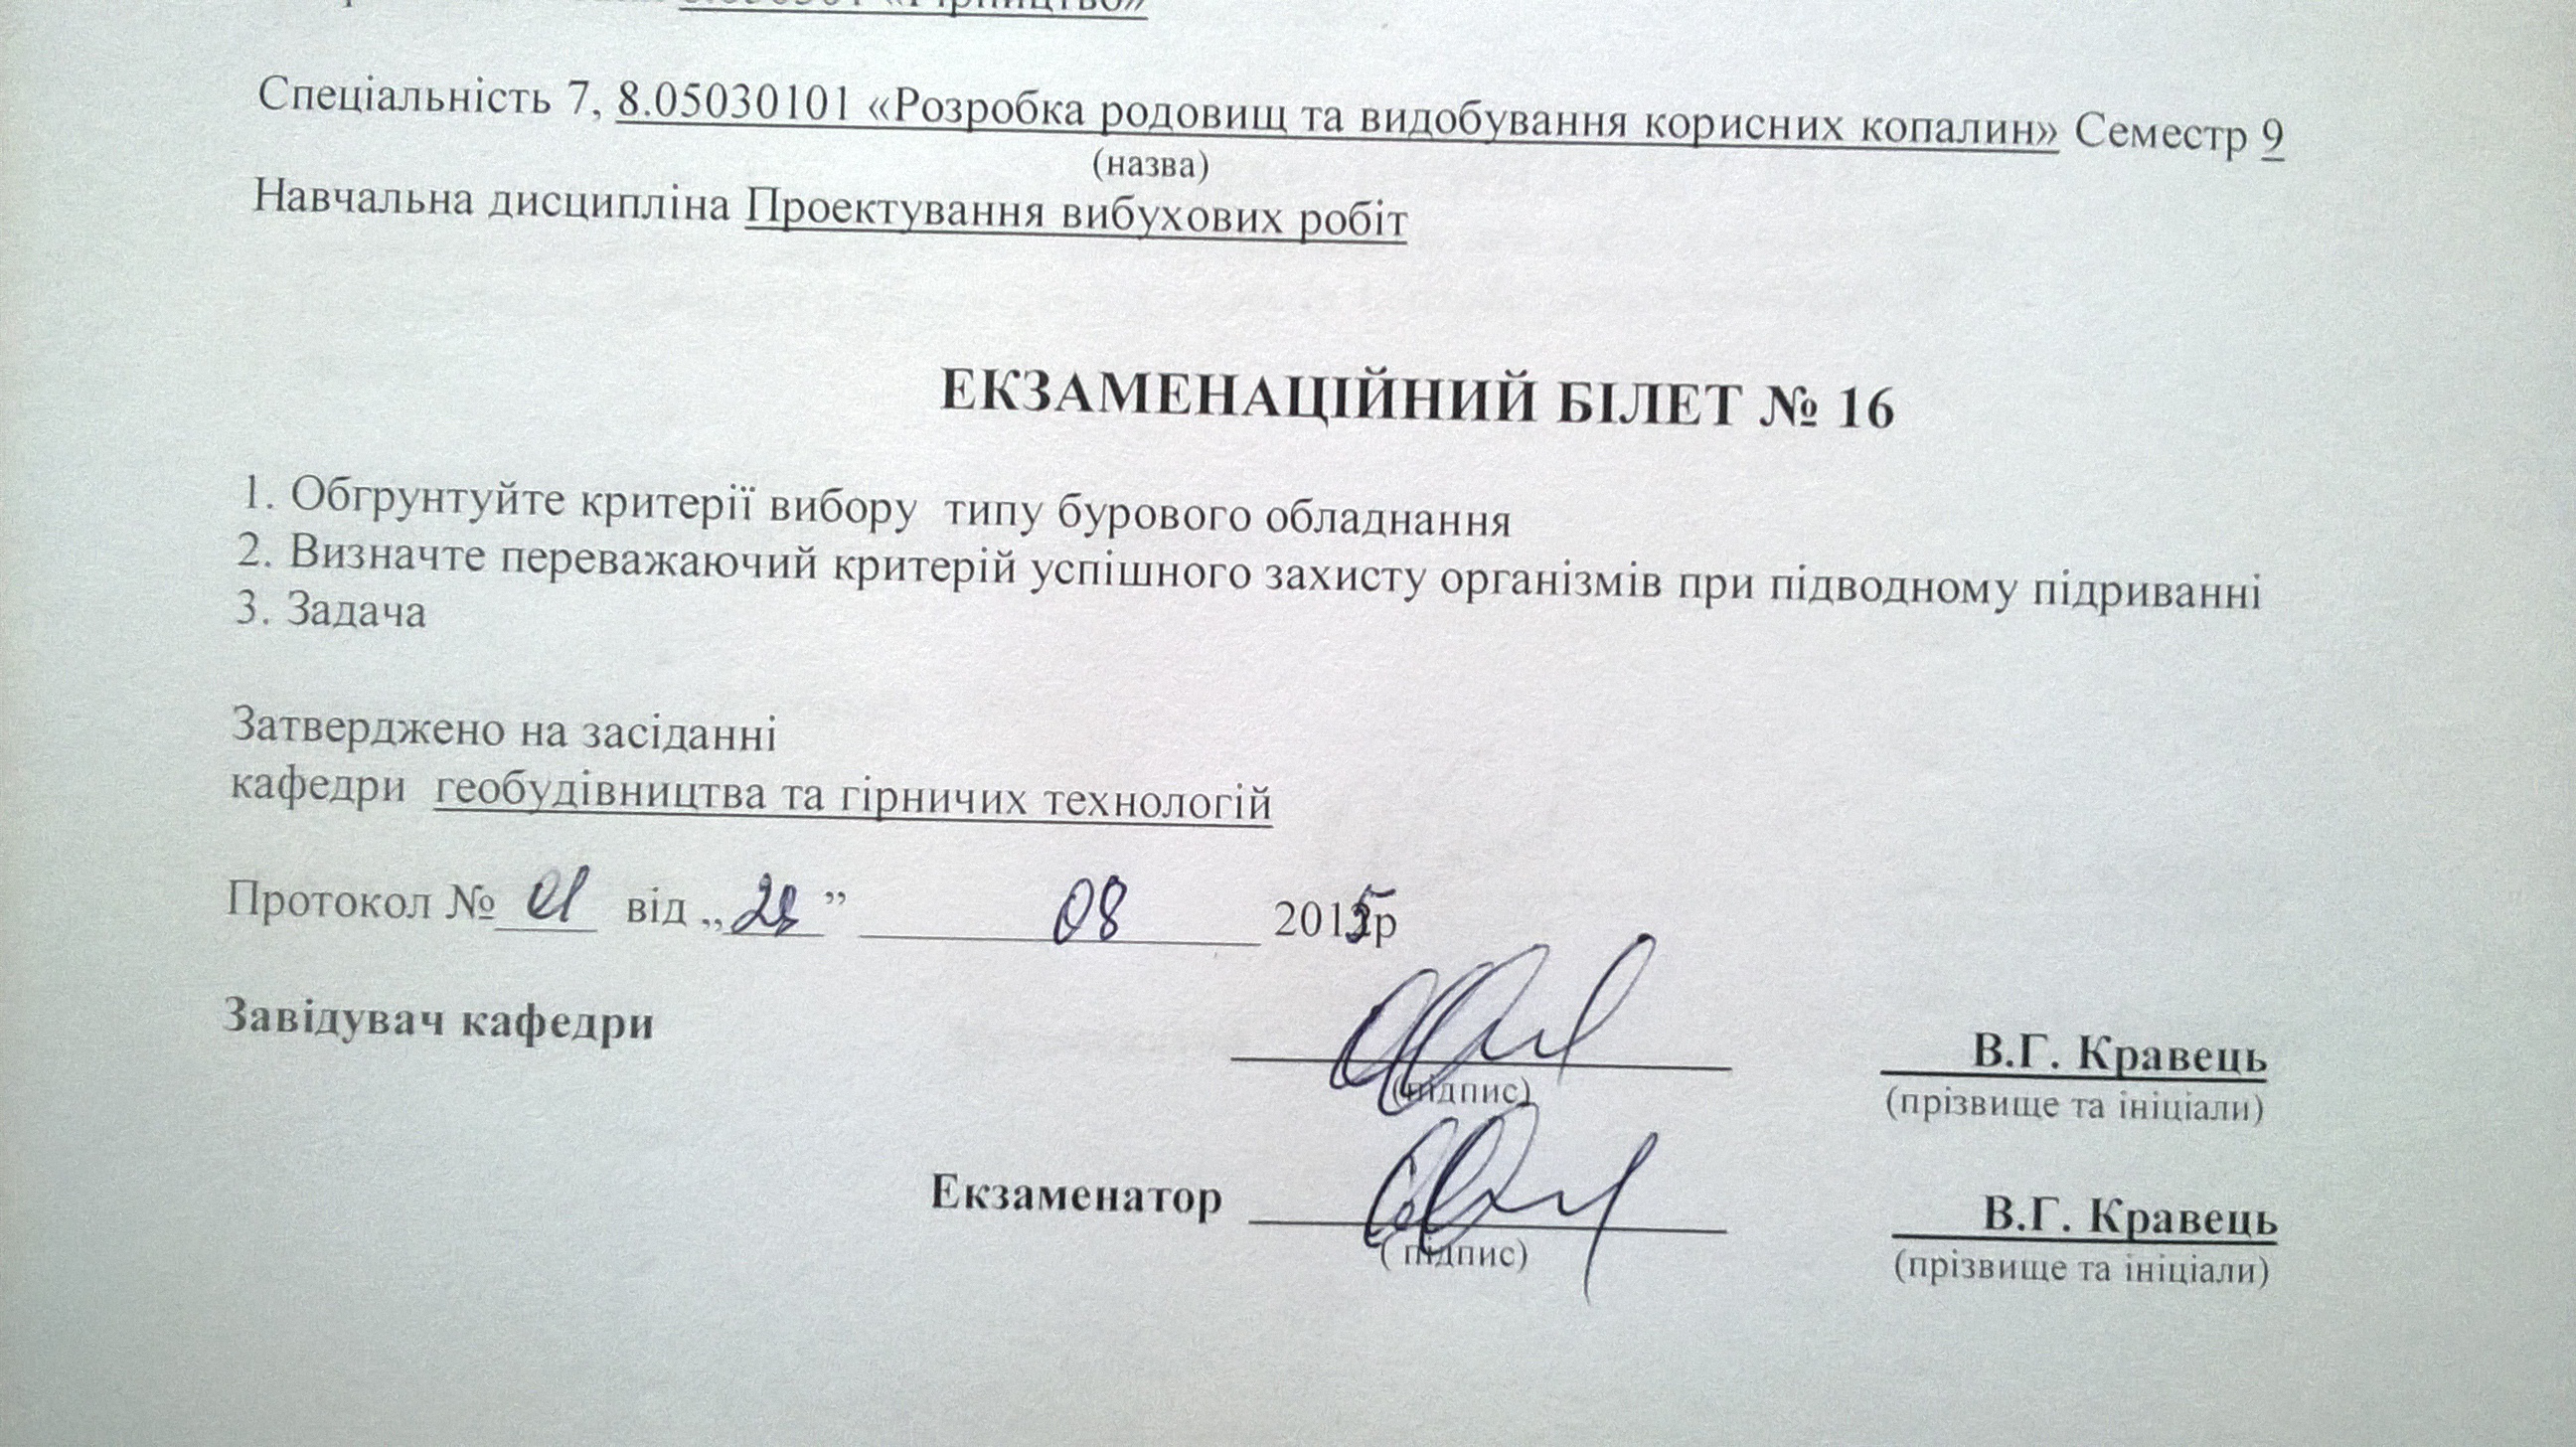 «Гірництво»
Спеціальність 7, 8.05030101 «Розробка родовищ та видобування корисних копалин» Семестр 9
(назва)
Навчальна дисципліна Проектування вибухових робіт
ЕКЗАМЕНАЦІЙНИЙ БІЛЕТ № 16
1. Обгрунтуйте критерії вибору типу бурового обладнання
2. Визначте переважаючий критерій успішного захисту організмів при підводному підриванні
3. Задача
Затверджено на засіданні
кафедри геобудівництва та гірничих технологій
Протокол № 01 від „28” 08 2015р
Завідувач кафедри
В.Г. Кравець
(підпис)
(прізвище та ініціали)
Екзаменатор
В.Г. Кравець
( підпис)
(прізвище та ініціали)